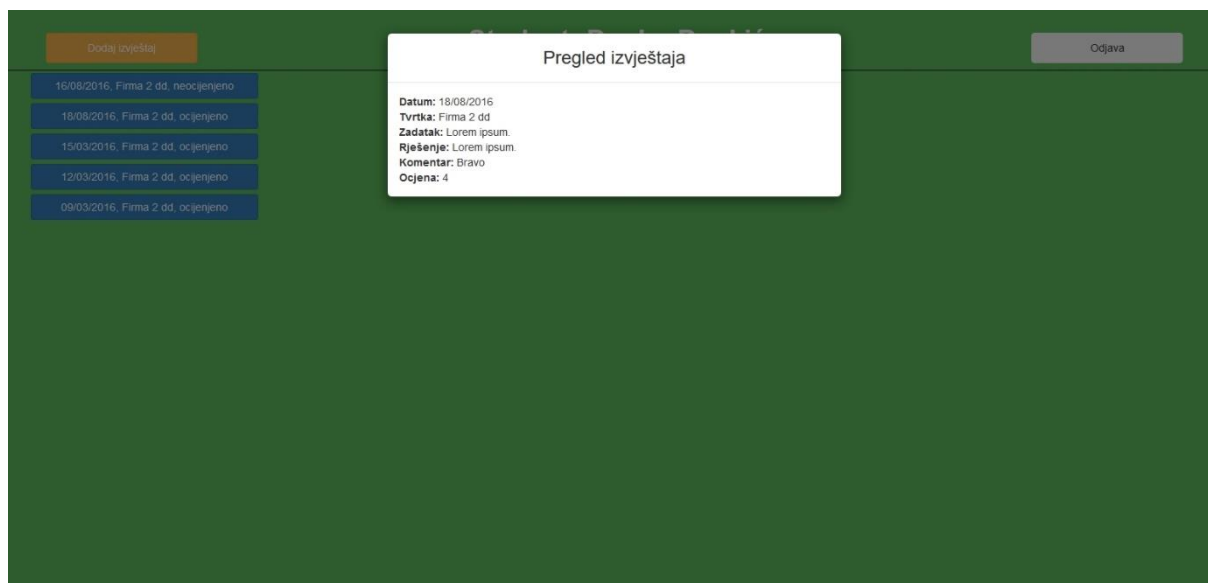 Dodaj izvještaj
Odjava
16/08/2016, Firma 2 dd, neocijenjeno
18/08/2016, Firma 2 dd, ocijenjeno
15/03/2016, Firma 2 dd, ocijenjeno
12/03/2016, Firma 2 dd, ocijenjeno
09/03/2016, Firma 2 dd, ocijenjeno
Pregled izvještaja
Datum: 18/08/2016
Tvrtka: Firma 2 dd
Zadatak: Lorem ipsum.
Rješenje: Lorem ipsum.
Komentar: Bravo
Ocjena: 4